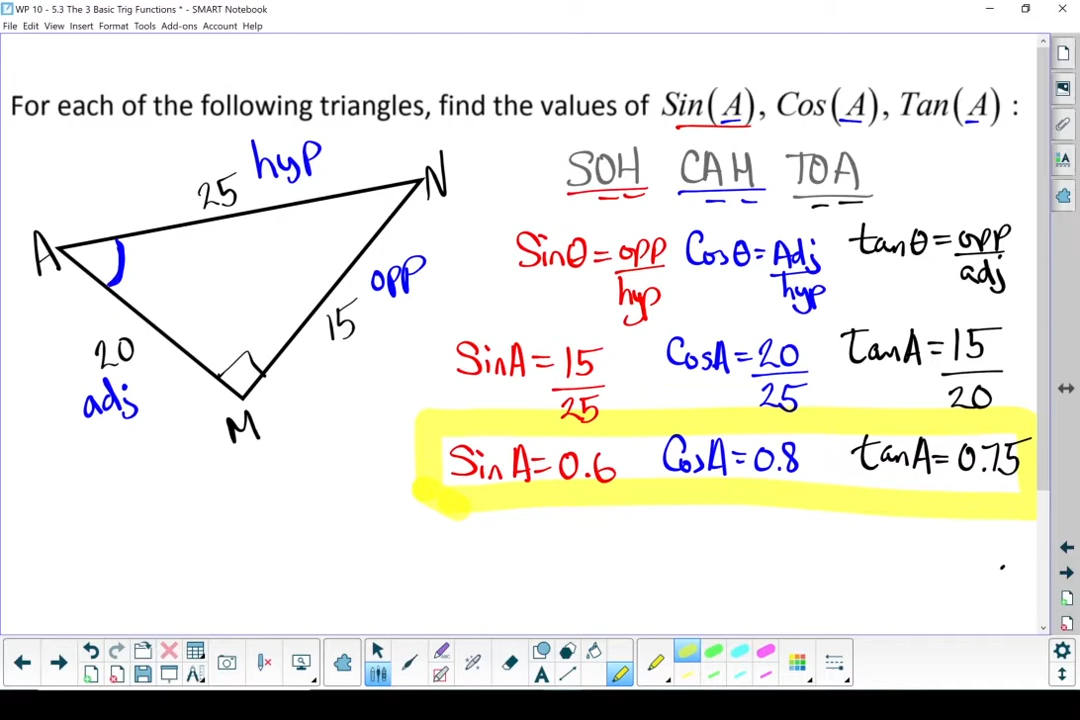 WP 10 - 5.3 The 3 Basic Trig Functions * - SMART Notebook
File Edit View Insert Format Tools Add-ons Account Help
For each of the following triangles, find the values of Sin(A), Cos(A), Tan(A) :
SOH CAH TOA
hyp
25
N
A
opp
15
20
adj
M
Sinθ = opp/hyp Cosθ = Adj/hyp tanθ = opp/adj
SinA = 15/25 CosA = 20/25 tanA = 15/20
SinA = 0.6 CosA = 0.8 tanA = 0.75